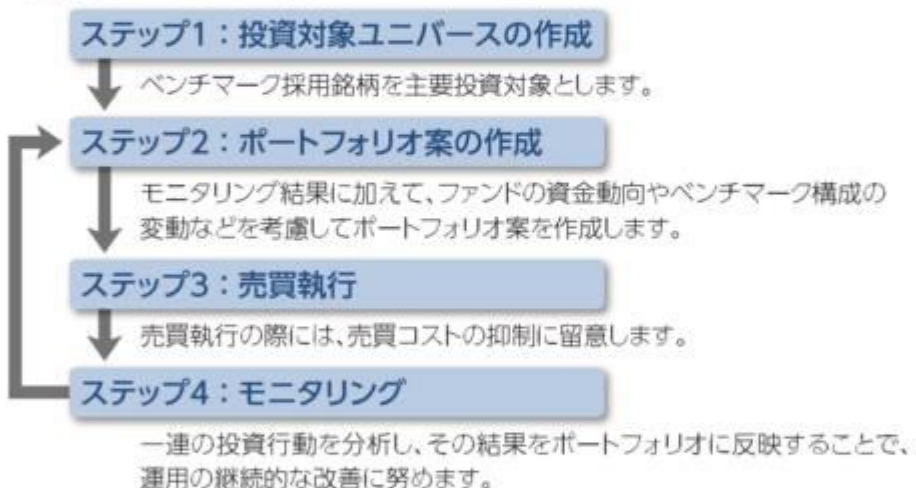 ステップ1：投資対象ユニバースの作成
ベンチマーク採用銘柄を主要投資対象とします。
ステップ2：ポートフォリオ案の作成
モニタリング結果に加えて、ファンドの資金動向やベンチマーク構成の
変動などを考慮してポートフォリオ案を作成します。
ステップ3：売買執行
売買執行の際には、売買コストの抑制に留意します。
ステップ4：モニタリング
一連の投資行動を分析し、その結果をポートフォリオに反映することで、
運用の継続的な改善に努めます。